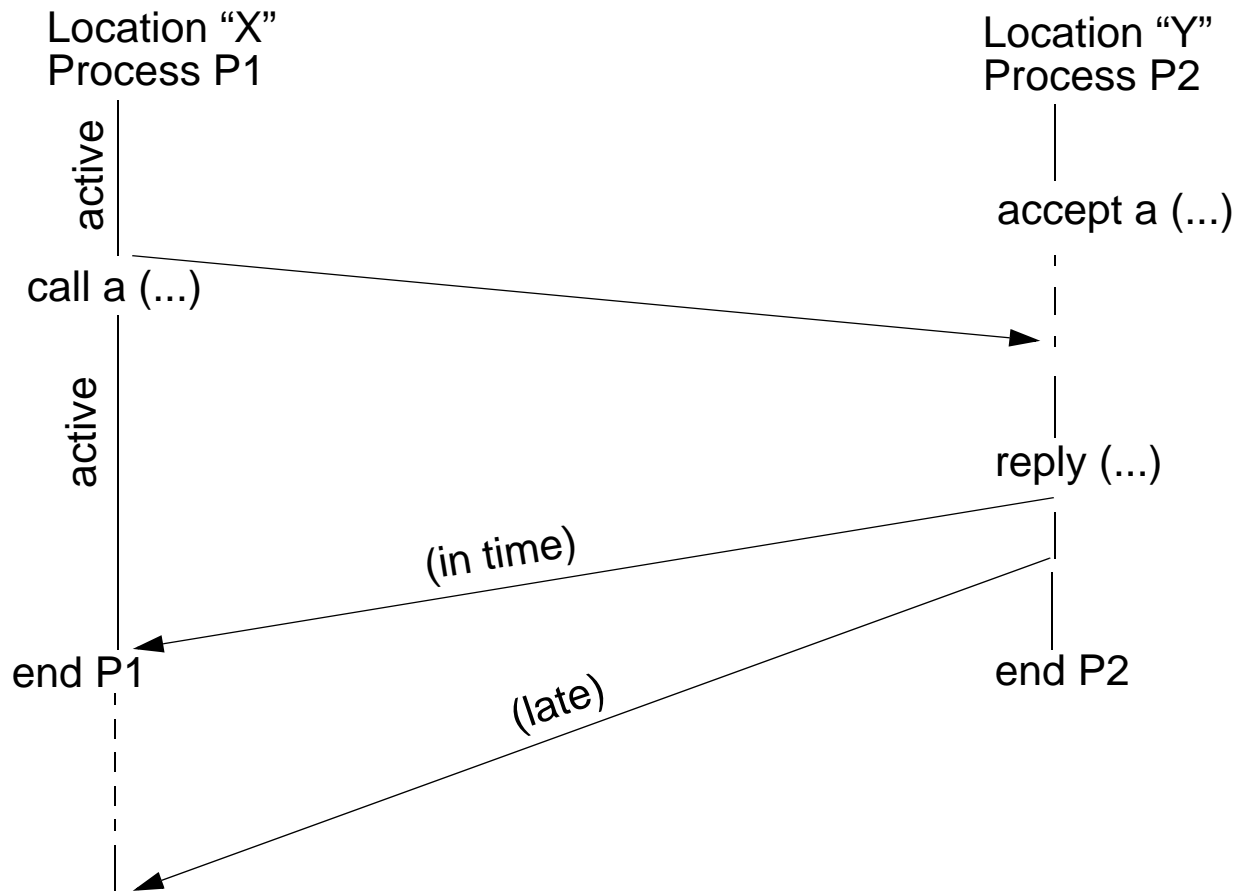 Location “X”
Process P1
Location “Y”
Process P2
active
accept a (...)
call a (...)
active
reply (...)
(in time)
end P1
end P2
(late)